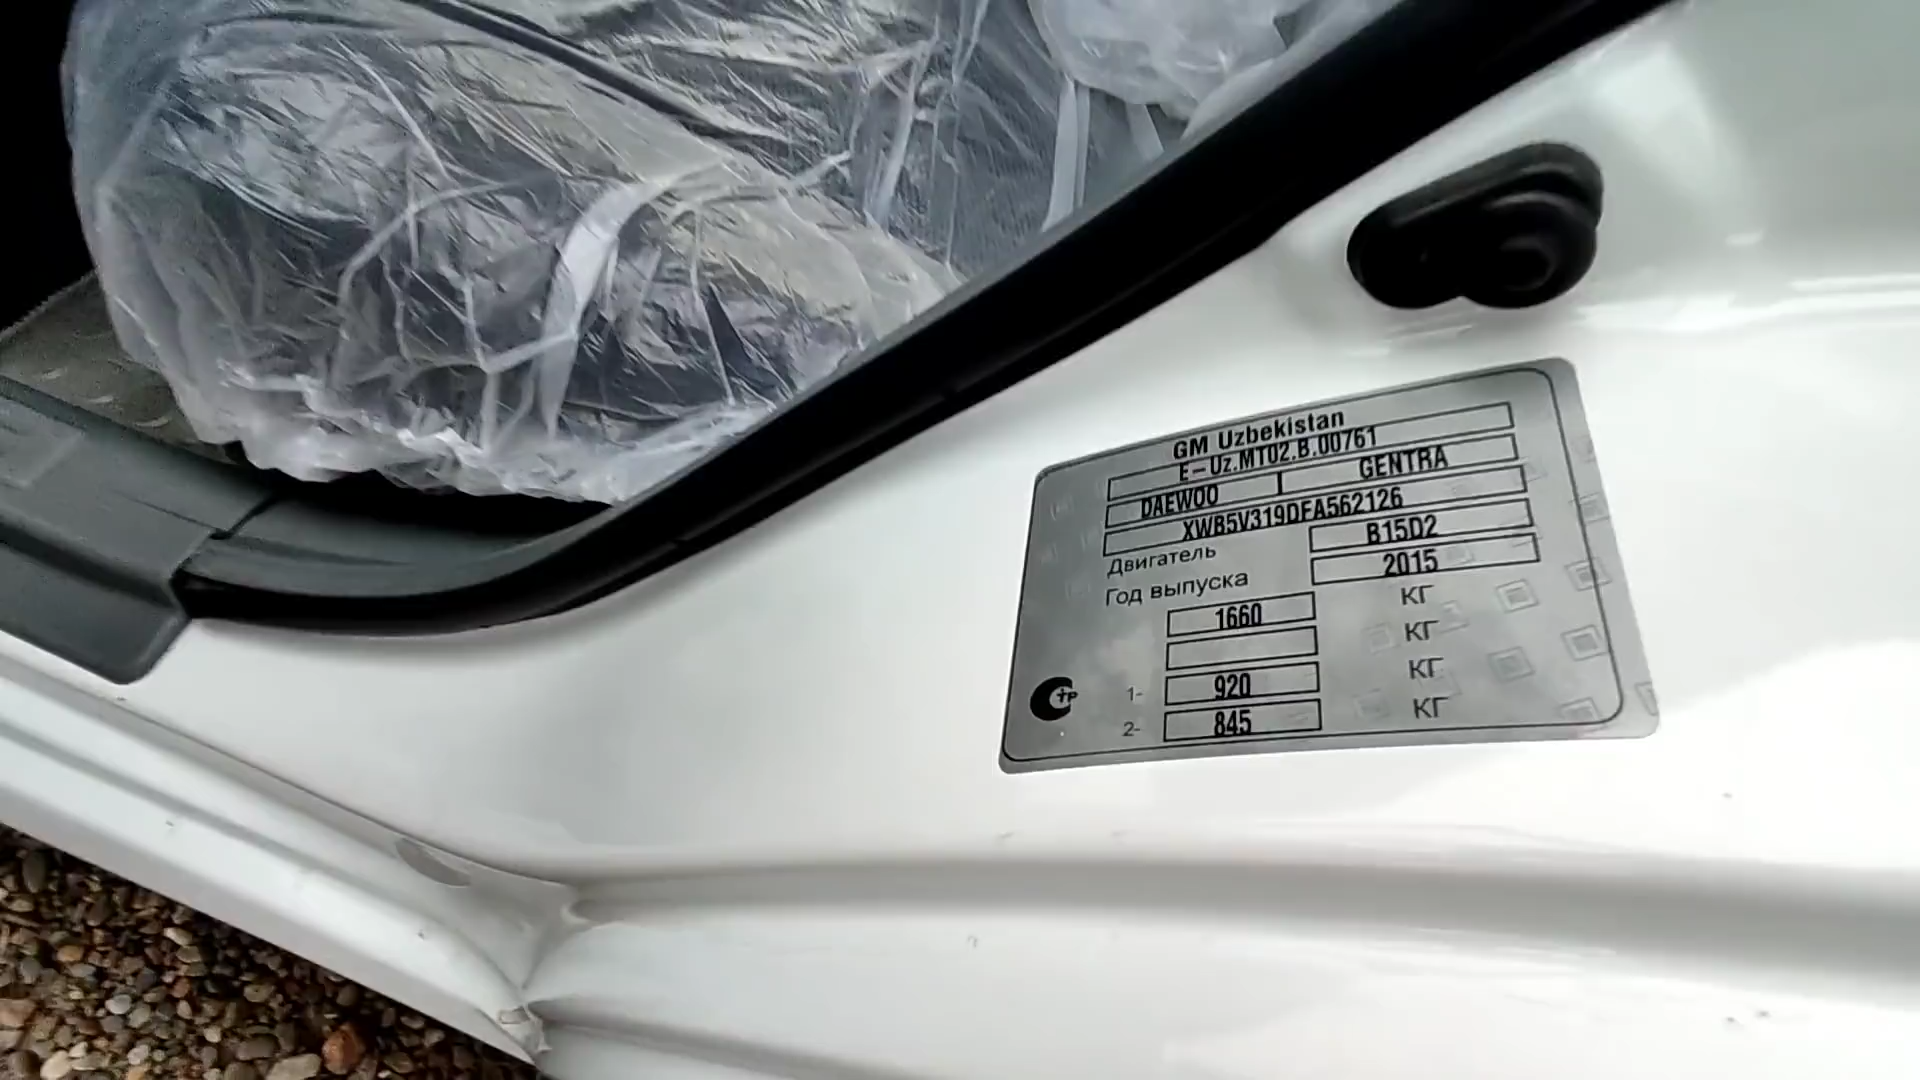 GM Uzbekistan
E-Uz.MT02.B.00761
DAEWOO GENTRA
XWB5V319DFA562126
Двигатель B15D2
Год выпуска 2015
1660 КГ
КГ
1- 920 КГ
2- 845 КГ